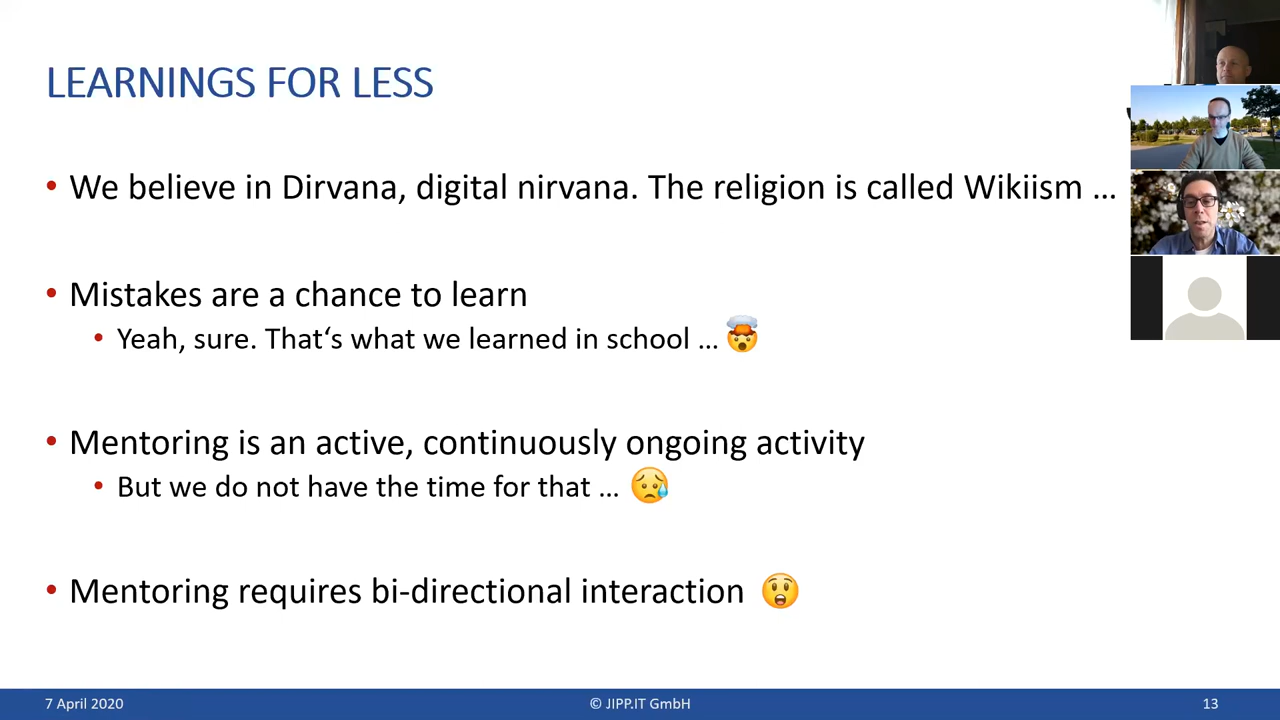 LEARNINGS FOR LESS
• We believe in Dirvana, digital nirvana. The religion is called Wikiism …
• Mistakes are a chance to learn
• Yeah, sure. That‘s what we learned in school … 🤯
• Mentoring is an active, continuously ongoing activity
• But we do not have the time for that … 😥
• Mentoring requires bi-directional interaction 😲
7 April 2020
© JIPP.IT GmbH
13